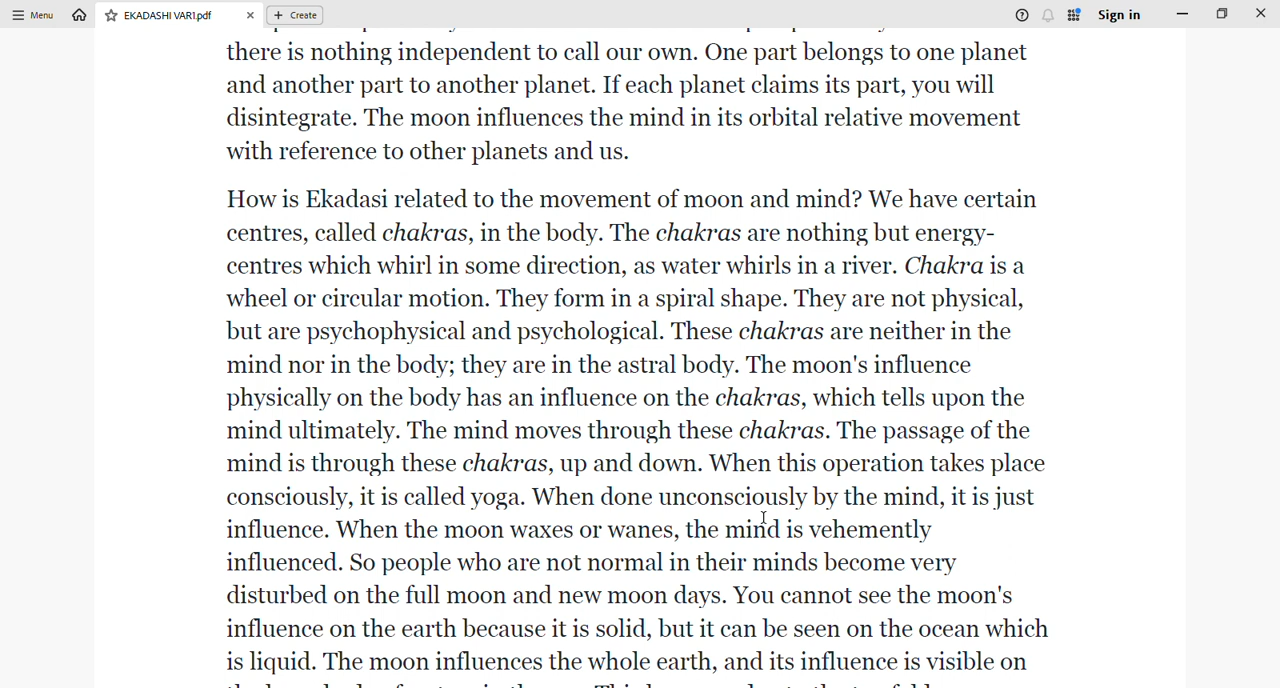 Menu
EKADASHI VAR1.pdf
Create
Sign in
there is nothing independent to call our own. One part belongs to one planet
and another part to another planet. If each planet claims its part, you will
disintegrate. The moon influences the mind in its orbital relative movement
with reference to other planets and us.
How is Ekadasi related to the movement of moon and mind? We have certain
centres, called chakras, in the body. The chakras are nothing but energy-
centres which whirl in some direction, as water whirls in a river. Chakra is a
wheel or circular motion. They form in a spiral shape. They are not physical,
but are psychophysical and psychological. These chakras are neither in the
mind nor in the body; they are in the astral body. The moon's influence
physically on the body has an influence on the chakras, which tells upon the
mind ultimately. The mind moves through these chakras. The passage of the
mind is through these chakras, up and down. When this operation takes place
consciously, it is called yoga. When done unconsciously by the mind, it is just
influence. When the moon waxes or wanes, the mind is vehemently
influenced. So people who are not normal in their minds become very
disturbed on the full moon and new moon days. You cannot see the moon's
influence on the earth because it is solid, but it can be seen on the ocean which
is liquid. The moon influences the whole earth, and its influence is visible on